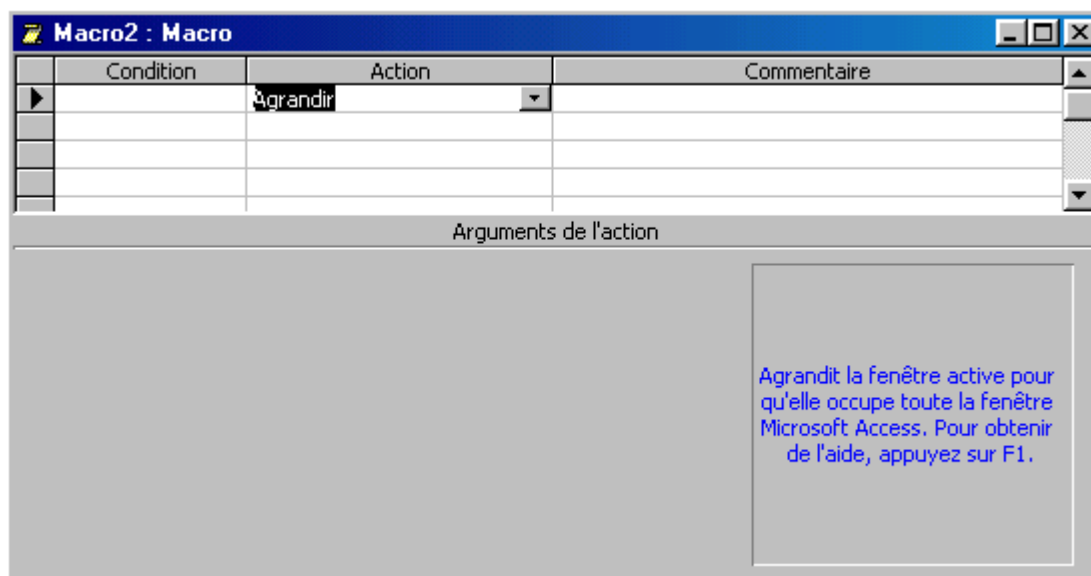 Macro2 : Macro
Condition Action Commentaire
Agrandir
Arguments de l'action
Agrandit la fenêtre active pour
qu'elle occupe toute la fenêtre
Microsoft Access. Pour obtenir
de l'aide, appuyez sur F1.